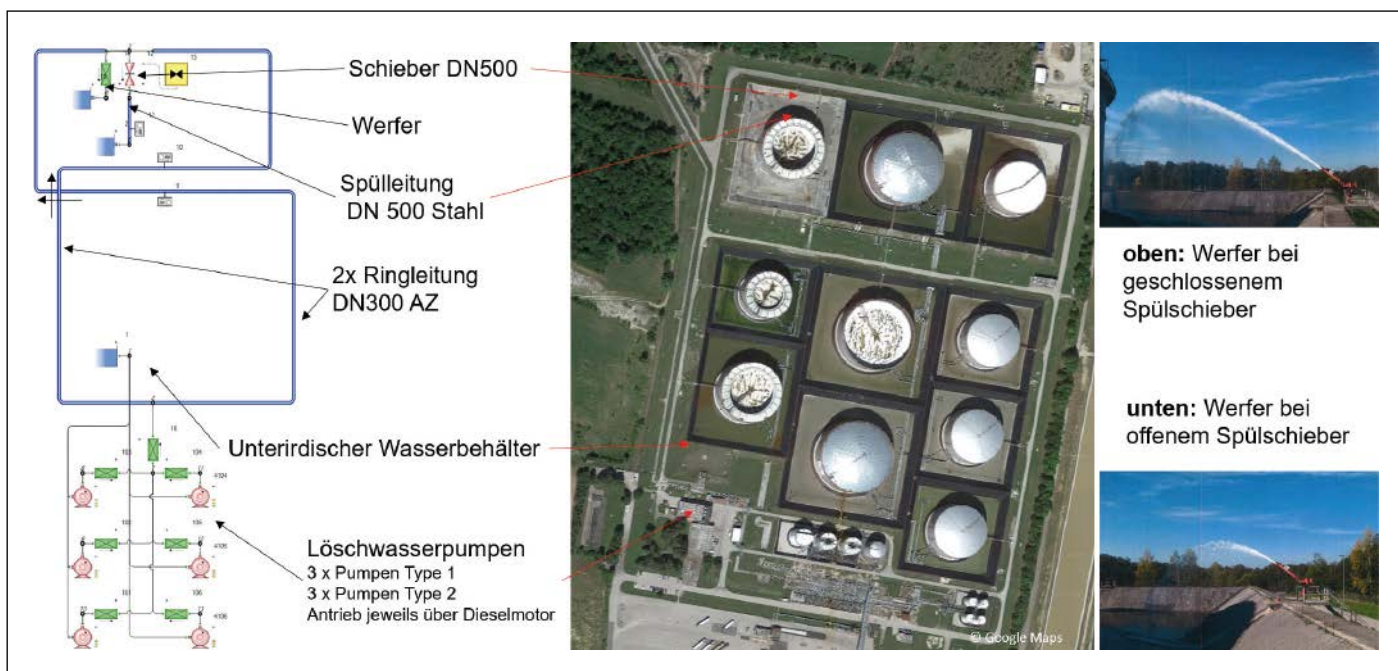 Schieber DN500
Werfer
Spülleitung
DN 500 Stahl
2x Ringleitung
DN300 AZ
Unterirdischer Wasserbehälter
Löschwasserpumpen
3 x Pumpen Type 1
3 x Pumpen Type 2
Antrieb jeweils über Dieselmotor
© Google Maps
oben: Werfer bei
geschlossenem
Spülschieber
unten: Werfer bei
offenem Spülschieber